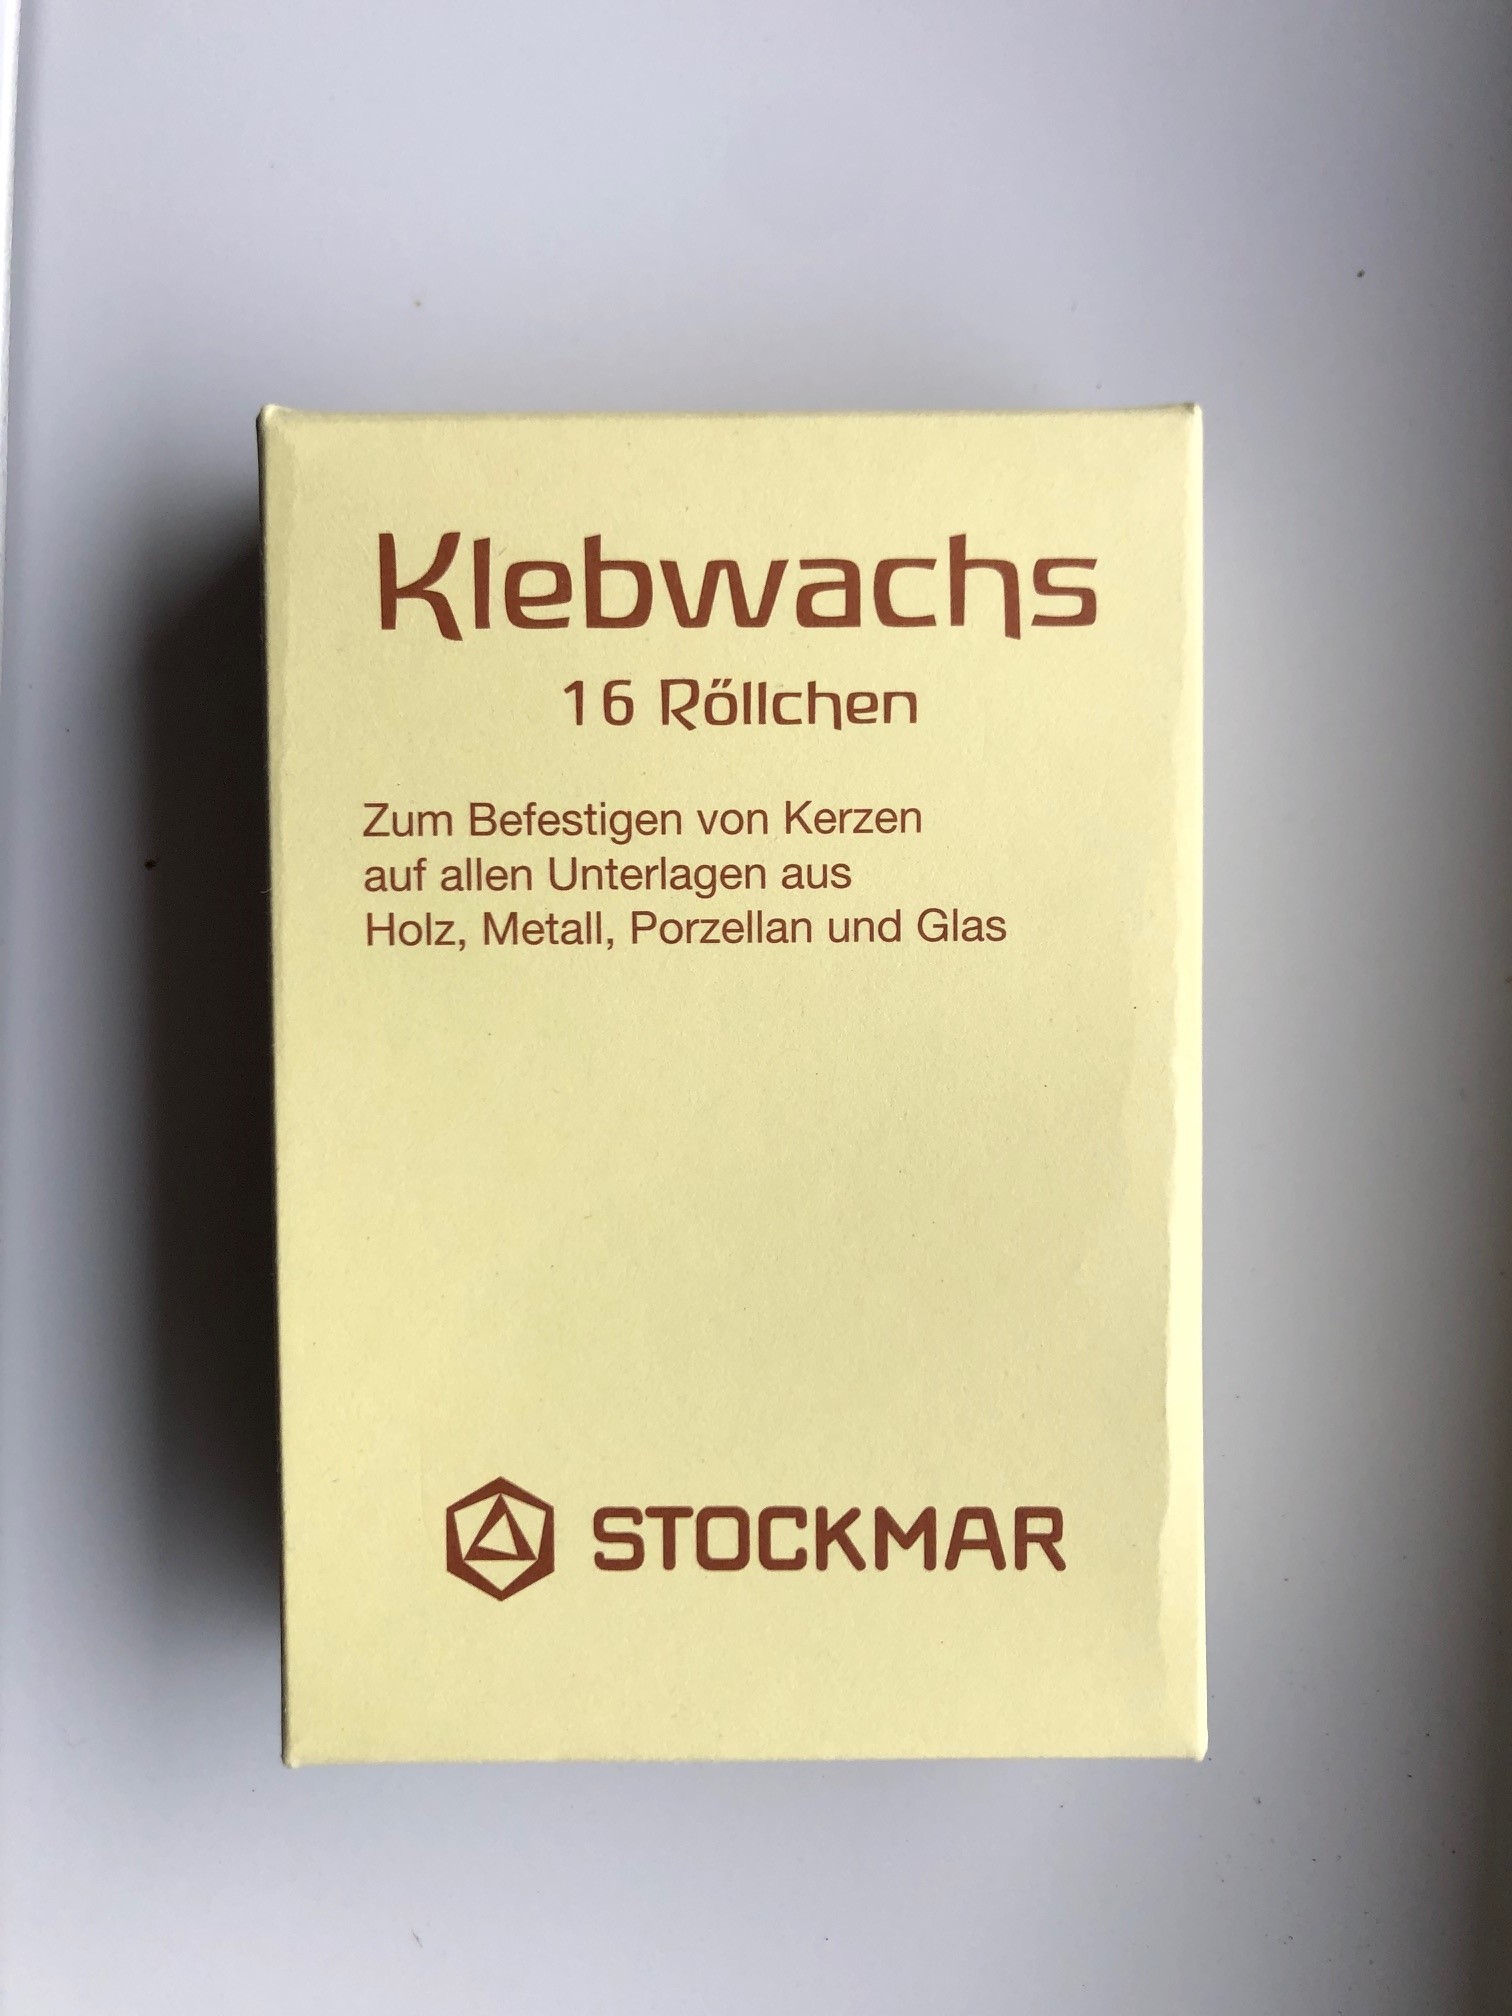 Klebwachs
16 Röllchen
Zum Befestigen von Kerzen
auf allen Unterlagen aus
Holz, Metall, Porzellan und Glas
STOCKMAR